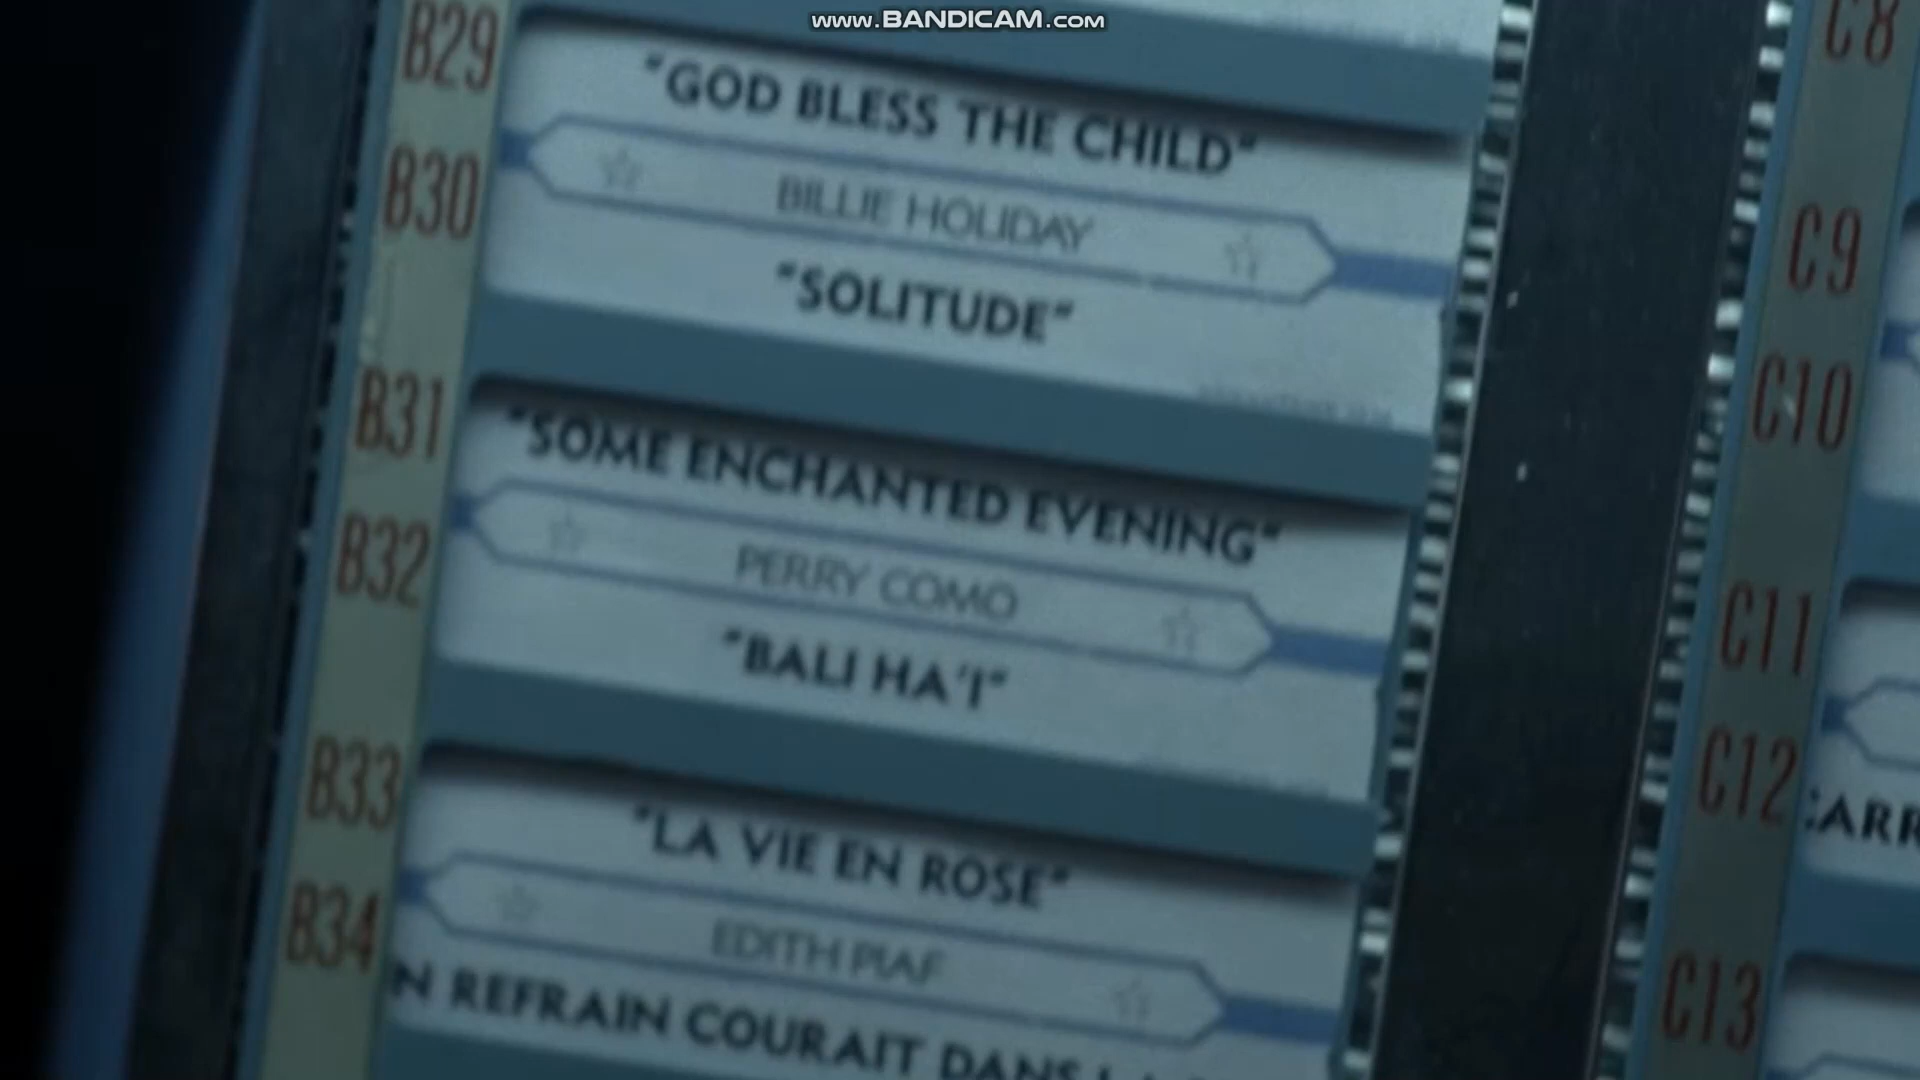 www.BANDICAM.com
B29
"GOD BLESS THE CHILD"
B30
BILLIE HOLIDAY
"SOLITUDE"
B31
"SOME ENCHANTED EVENING"
B32
PERRY COMO
"BALI HA'I"
B33
"LA VIE EN ROSE"
B34
EDITH PIAF
N REFRAIN COURAIT DANS
C8
C9
C10
C11
C12
C13